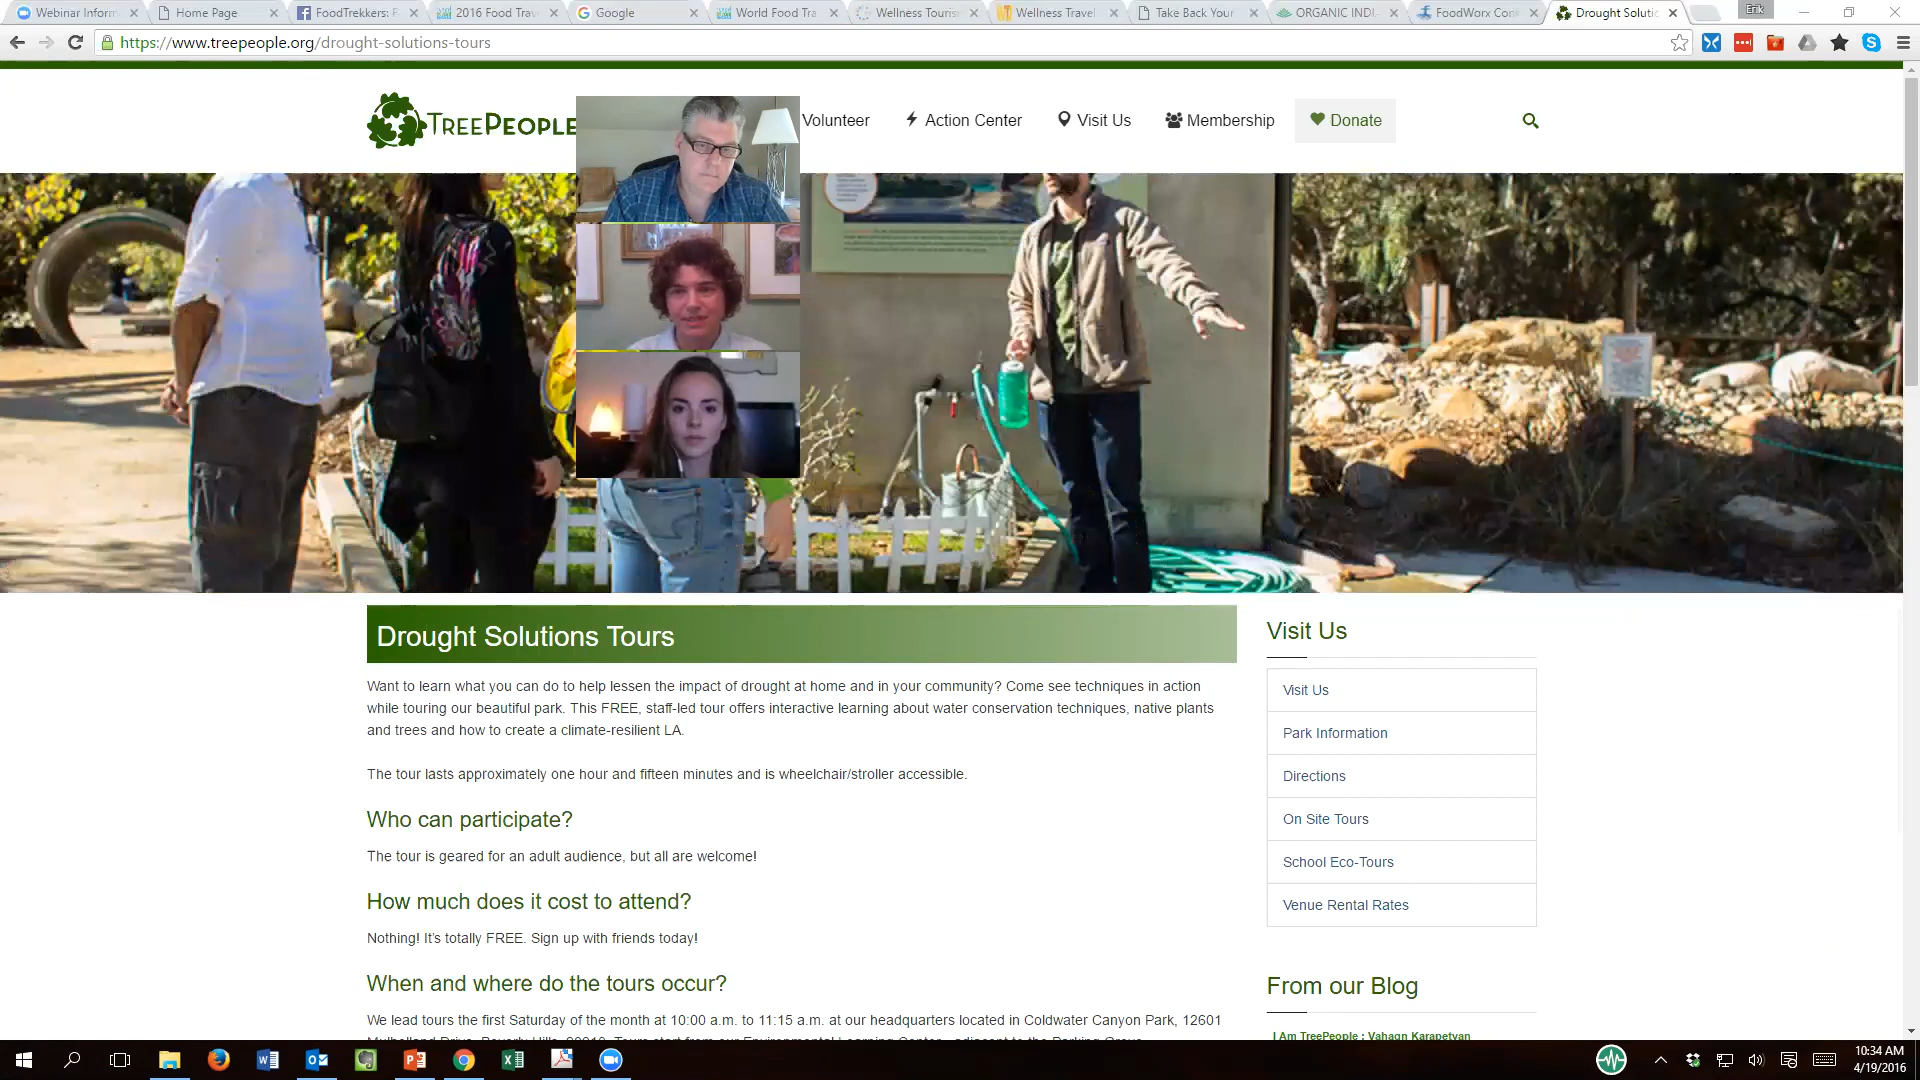 Webinar Inform
Home Page
FoodTrekkers: F
2016 Food Trav
Google
World Food Tra
Wellness Touris
Wellness Travel
Take Back Your
ORGANIC INDI
FoodWorx Con
Drought Soluti
Erik
https://www.treepeople.org/drought-solutions-tours
TREEPEOPLE
Volunteer
Action Center
Visit Us
Membership
Donate
Drought Solutions Tours
Want to learn what you can do to help lessen the impact of drought at home and in your community? Come see techniques in action
while touring our beautiful park. This FREE, staff-led tour offers interactive learning about water conservation techniques, native plants
and trees and how to create a climate-resilient LA.
The tour lasts approximately one hour and fifteen minutes and is wheelchair/stroller accessible.
Who can participate?
The tour is geared for an adult audience, but all are welcome!
How much does it cost to attend?
Nothing! It's totally FREE. Sign up with friends today!
When and where do the tours occur?
We lead tours the first Saturday of the month at 10:00 a.m. to 11:15 a.m. at our headquarters located in Coldwater Canyon Park, 12601
Visit Us
Visit Us
Park Information
Directions
On Site Tours
School Eco-Tours
Venue Rental Rates
From our Blog
I Am TreePeople : Vahagn Karapetyan
10:34 AM
4/19/2016